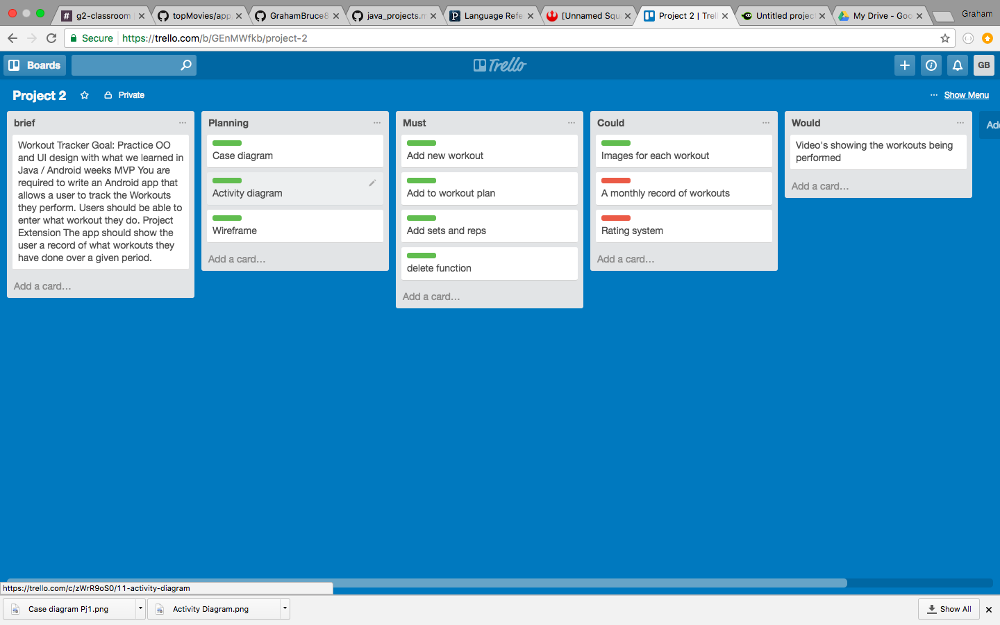 g2-classroom
topMovies/app
GrahamBruce8
java_projects.m
Language Refe
[Unnamed Squ
Project 2 | Trell
Untitled project
My Drive - Goo
Graham
Secure
https://trello.com/b/GEnMWfkb/project-2
Boards
Trello
GB
Project 2
Private
... Show Menu
brief
Workout Tracker Goal: Practice OO
and UI design with what we learned in
Java / Android weeks MVP You are
required to write an Android app that
allows a user to track the Workouts
they perform. Users should be able to
enter what workout they do. Project
Extension The app should show the
user a record of what workouts they
have done over a given period.
Add a card...
Planning
Case diagram
Activity diagram
Wireframe
Add a card...
Must
Add new workout
Add to workout plan
Add sets and reps
delete function
Add a card...
Could
Images for each workout
A monthly record of workouts
Rating system
Add a card...
Would
Video's showing the workouts being
performed
Add a card...
Add
https://trello.com/c/zWrR9oS0/11-activity-diagram
Case diagram Pj1.png
Activity Diagram.png
Show All